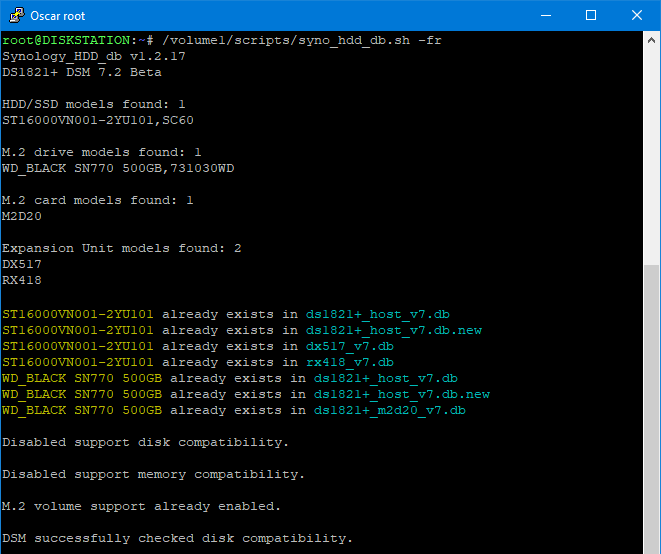 Oscar root
root@DISKSTATION:~# /volume1/scripts/syno_hdd_db.sh -fr
Synology_HDD_db v1.2.17
DS1821+ DSM 7.2 Beta
HDD/SSD models found: 1
ST16000VN001-2YU101,SC60
M.2 drive models found: 1
WD_BLACK SN770 500GB,731030WD
M.2 card models found: 1
M2D20
Expansion Unit models found: 2
DX517
RX418
ST16000VN001-2YU101 already exists in ds1821+_host_v7.db
ST16000VN001-2YU101 already exists in ds1821+_host_v7.db.new
ST16000VN001-2YU101 already exists in dx517_v7.db
ST16000VN001-2YU101 already exists in rx418_v7.db
WD_BLACK SN770 500GB already exists in ds1821+_host_v7.db
WD_BLACK SN770 500GB already exists in ds1821+_host_v7.db.new
WD_BLACK SN770 500GB already exists in ds1821+_m2d20_v7.db
Disabled support disk compatibility.
Disabled support memory compatibility.
M.2 volume support already enabled.
DSM successfully checked disk compatibility.